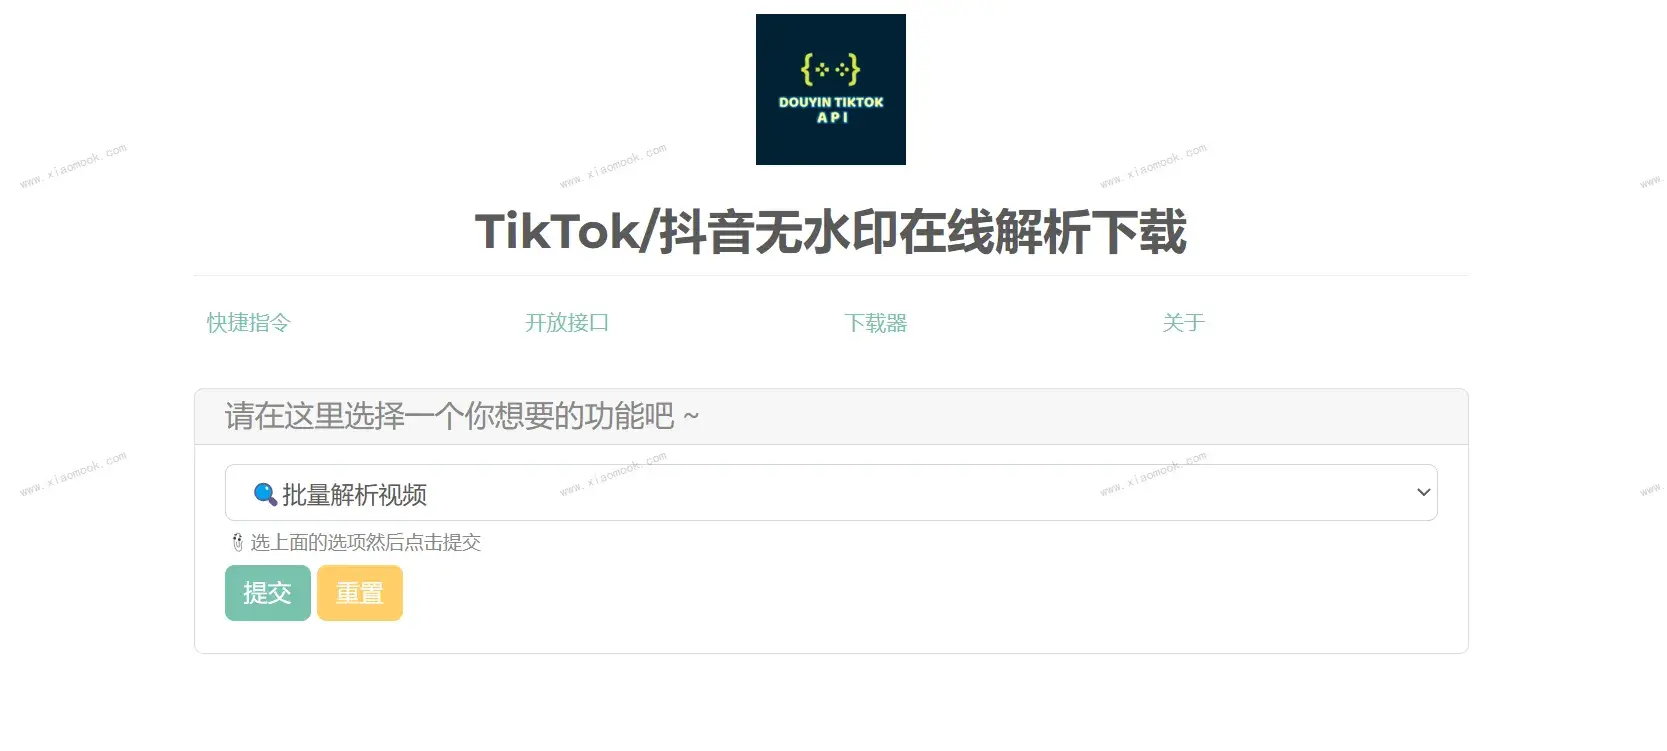 {·:· ·:·}
DOUYIN TIKTOK
API
www.xiaomook.com
www.xiaomook.com
www.xiaomook.com
www.
TikTok/抖音无水印在线解析下载
快捷指令
开放接口
下载器
关于
请在这里选择一个你想要的功能吧 ~
www.xiaomook.com
www.xiaomook.com
www.xiaomook.com
www.
🔍批量解析视频
选上面的选项然后点击提交
提交 重置